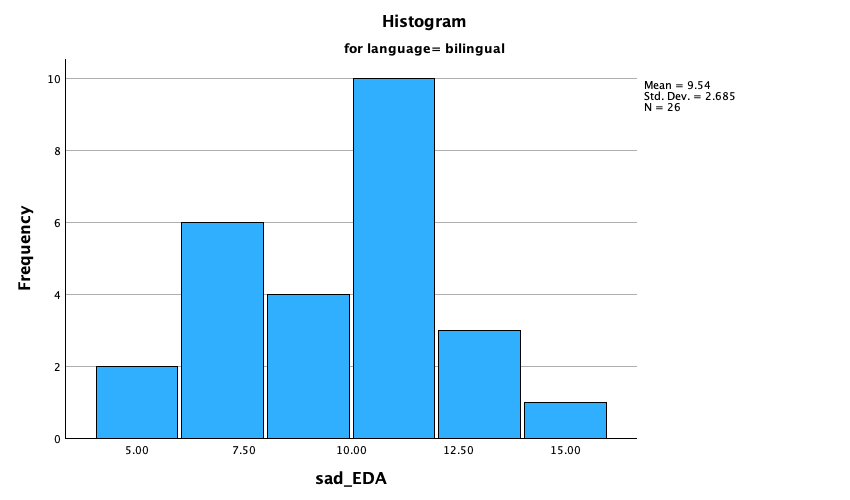 Histogram
for language= bilingual
Mean = 9.54
Std. Dev. = 2.685
N = 26
Frequency
10
8
6
4
2
0
5.00 7.50 10.00 12.50 15.00
sad_EDA